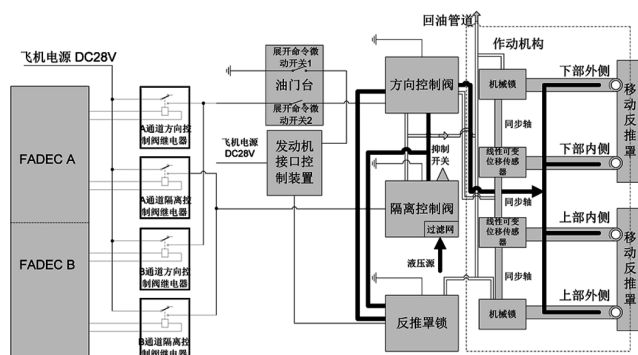 回油管道
飞机电源 DC28V
展开命令微
动开关1
油门台
展开命令微
动开关2
飞机电源
DC28V
发动机
接口控
制装置
FADEC A
FADEC B
A通道方向控
制阀继电器
A通道隔离控
制阀继电器
B通道方向控
制阀继电器
B通道隔离控
制阀继电器
方向控制阀
抑制
开关
隔离控制阀
过滤网
液压源
反推罩锁
作动机构
机械锁
同步轴
线性可变
位移传感
器
同步轴
线性可变
位移传感
器
同步轴
机械锁
下部外侧
下部内侧
上部内侧
上部外侧
移动反推罩
移动反推罩